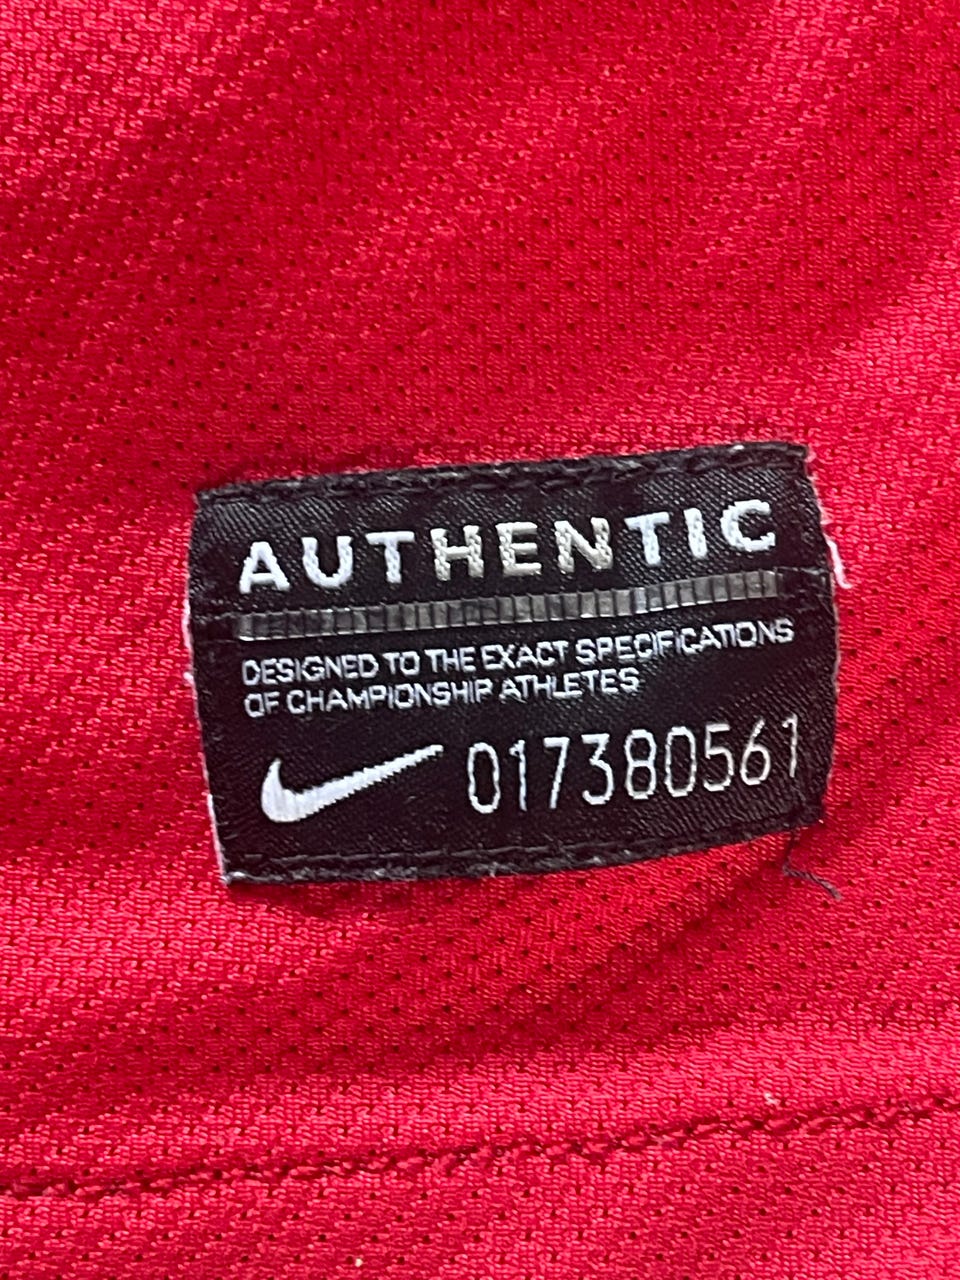 AUTHENTIC
DESIGNED TO THE EXACT SPECIFICATIONS
OF CHAMPIONSHIP ATHLETES
017380561